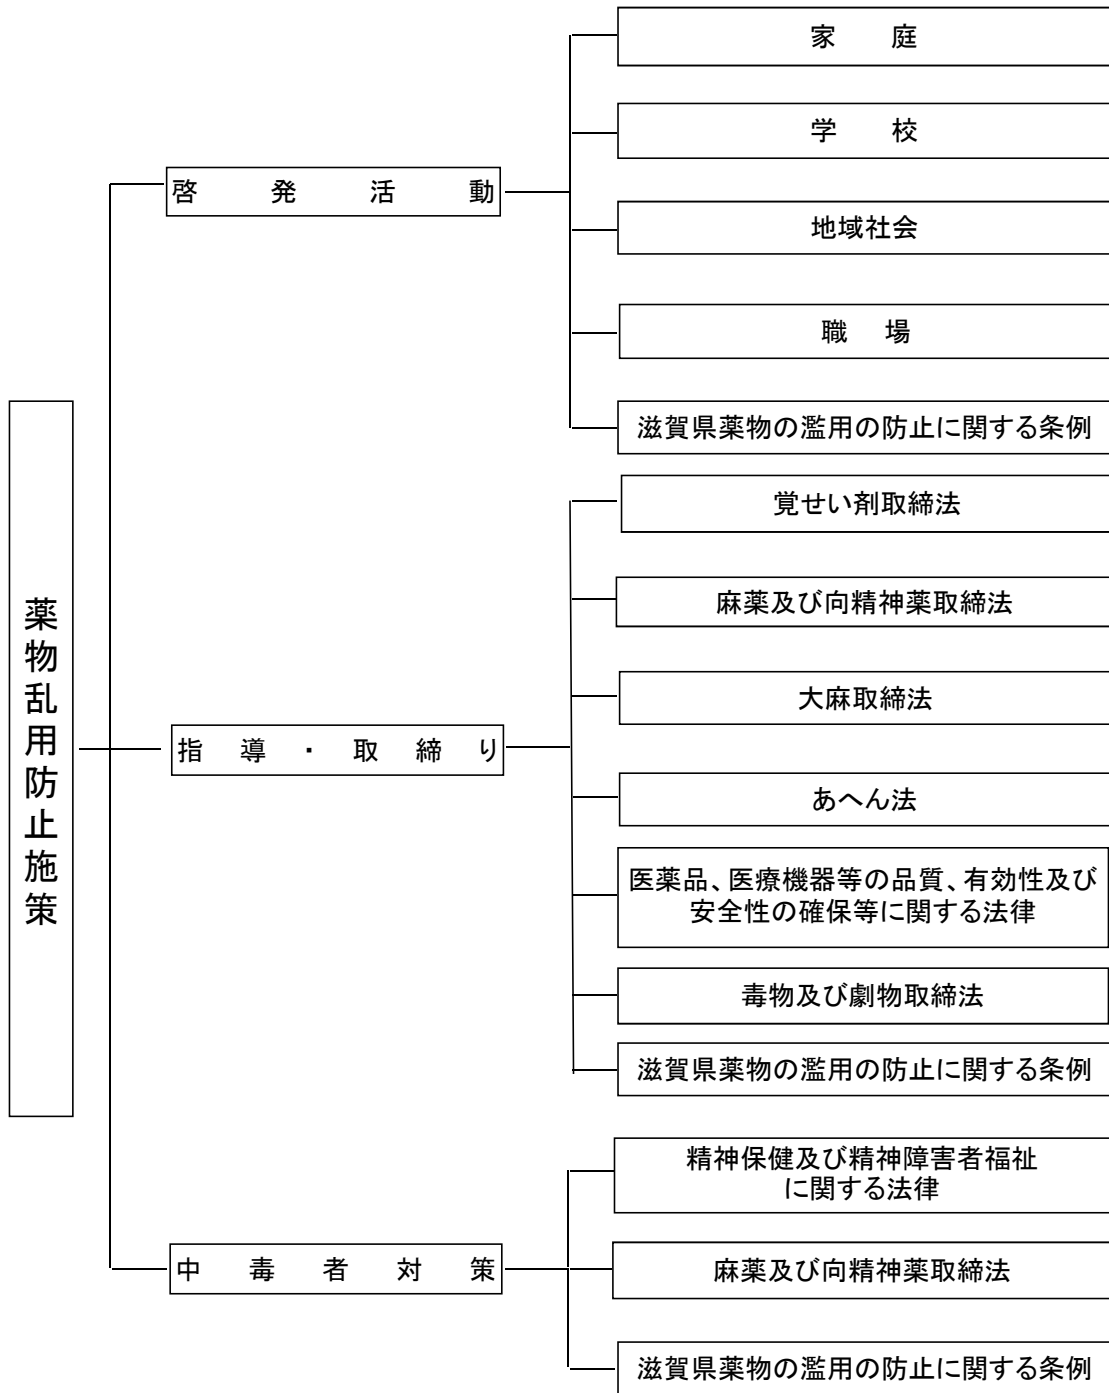 薬物乱用防止施策
啓発活動
家庭
学校
地域社会
職場
滋賀県薬物の濫用の防止に関する条例
指導・取締り
覚せい剤取締法
麻薬及び向精神薬取締法
大麻取締法
あへん法
医薬品、医療機器等の品質、有効性及び
安全性の確保等に関する法律
毒物及び劇物取締法
滋賀県薬物の濫用の防止に関する条例
中毒者対策
精神保健及び精神障害者福祉
に関する法律
麻薬及び向精神薬取締法
滋賀県薬物の濫用の防止に関する条例